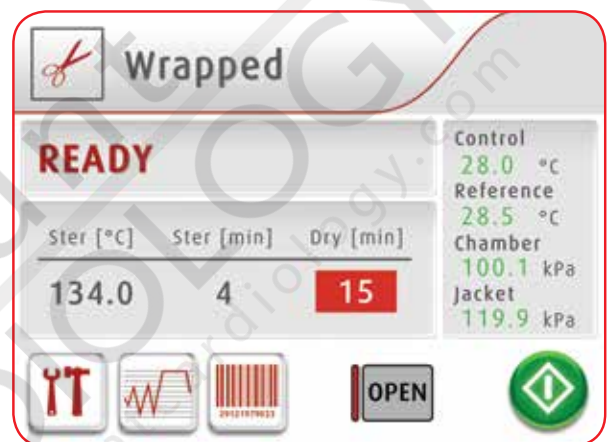 Wrapped
READY
Ster [°C] Ster [min] Dry [min]
134.0 4 15
Control
28.0 °C
Reference
28.5 °C
Chamber
100.1 kPa
Jacket
119.9 kPa
OPEN